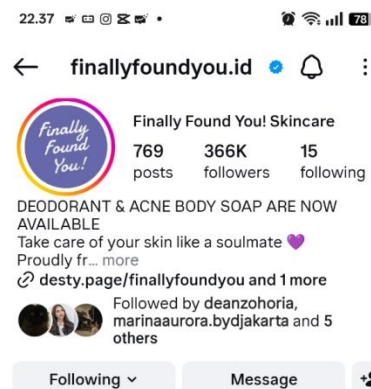 22.37
78
finallyfoundyou.id
Finally
Found
You!
Finally Found You! Skincare
769 366K 15
posts followers following
DEODORANT & ACNE BODY SOAP ARE NOW
AVAILABLE
Take care of your skin like a soulmate 💜
Proudly fr... more
desty.page/finallyfoundyou and 1 more
Followed by deanzohoria,
marinaaurora.bydjakarta and 5
others
Following Message